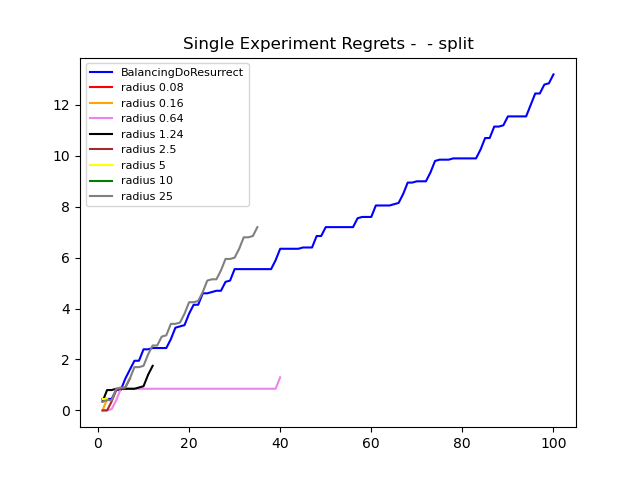 Single Experiment Regrets -  - split
BalancingDoResurrect
radius 0.08
radius 0.16
radius 0.64
radius 1.24
radius 2.5
radius 5
radius 10
radius 25
12
10
8
6
4
2
0
0 20 40 60 80 100